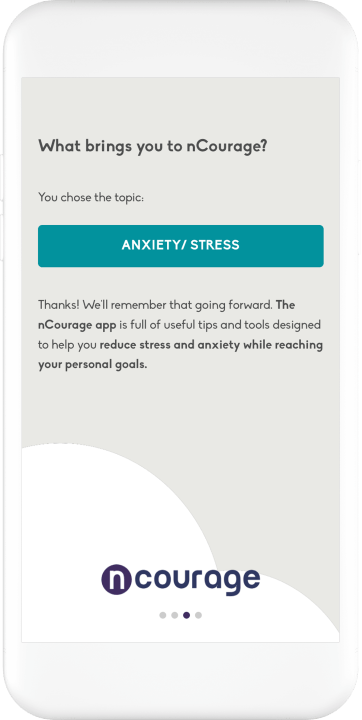 What brings you to nCourage?
You chose the topic:
ANXIETY/ STRESS
Thanks! We'll remember that going forward. The
nCourage app is full of useful tips and tools designed
to help you reduce stress and anxiety while reaching
your personal goals.
ncourage